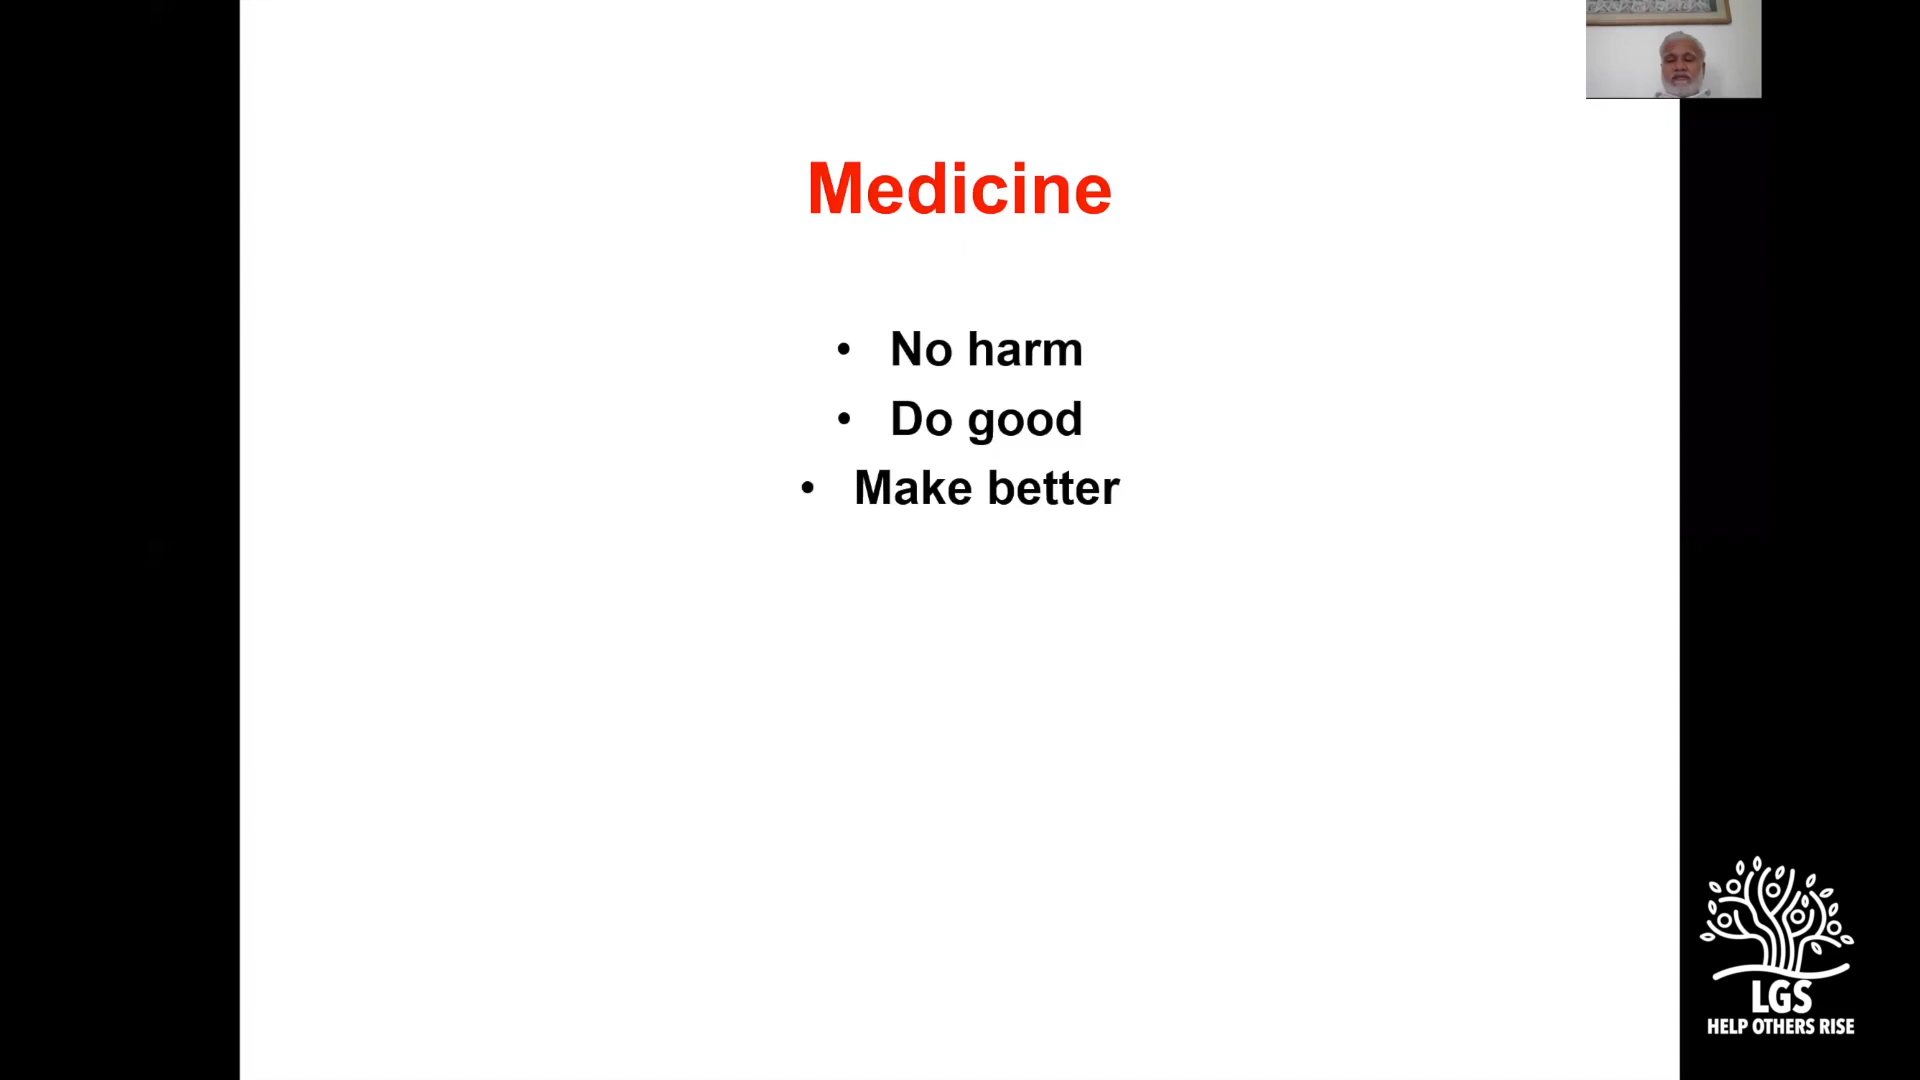 Medicine
• No harm
• Do good
• Make better
LGS
HELP OTHERS RISE